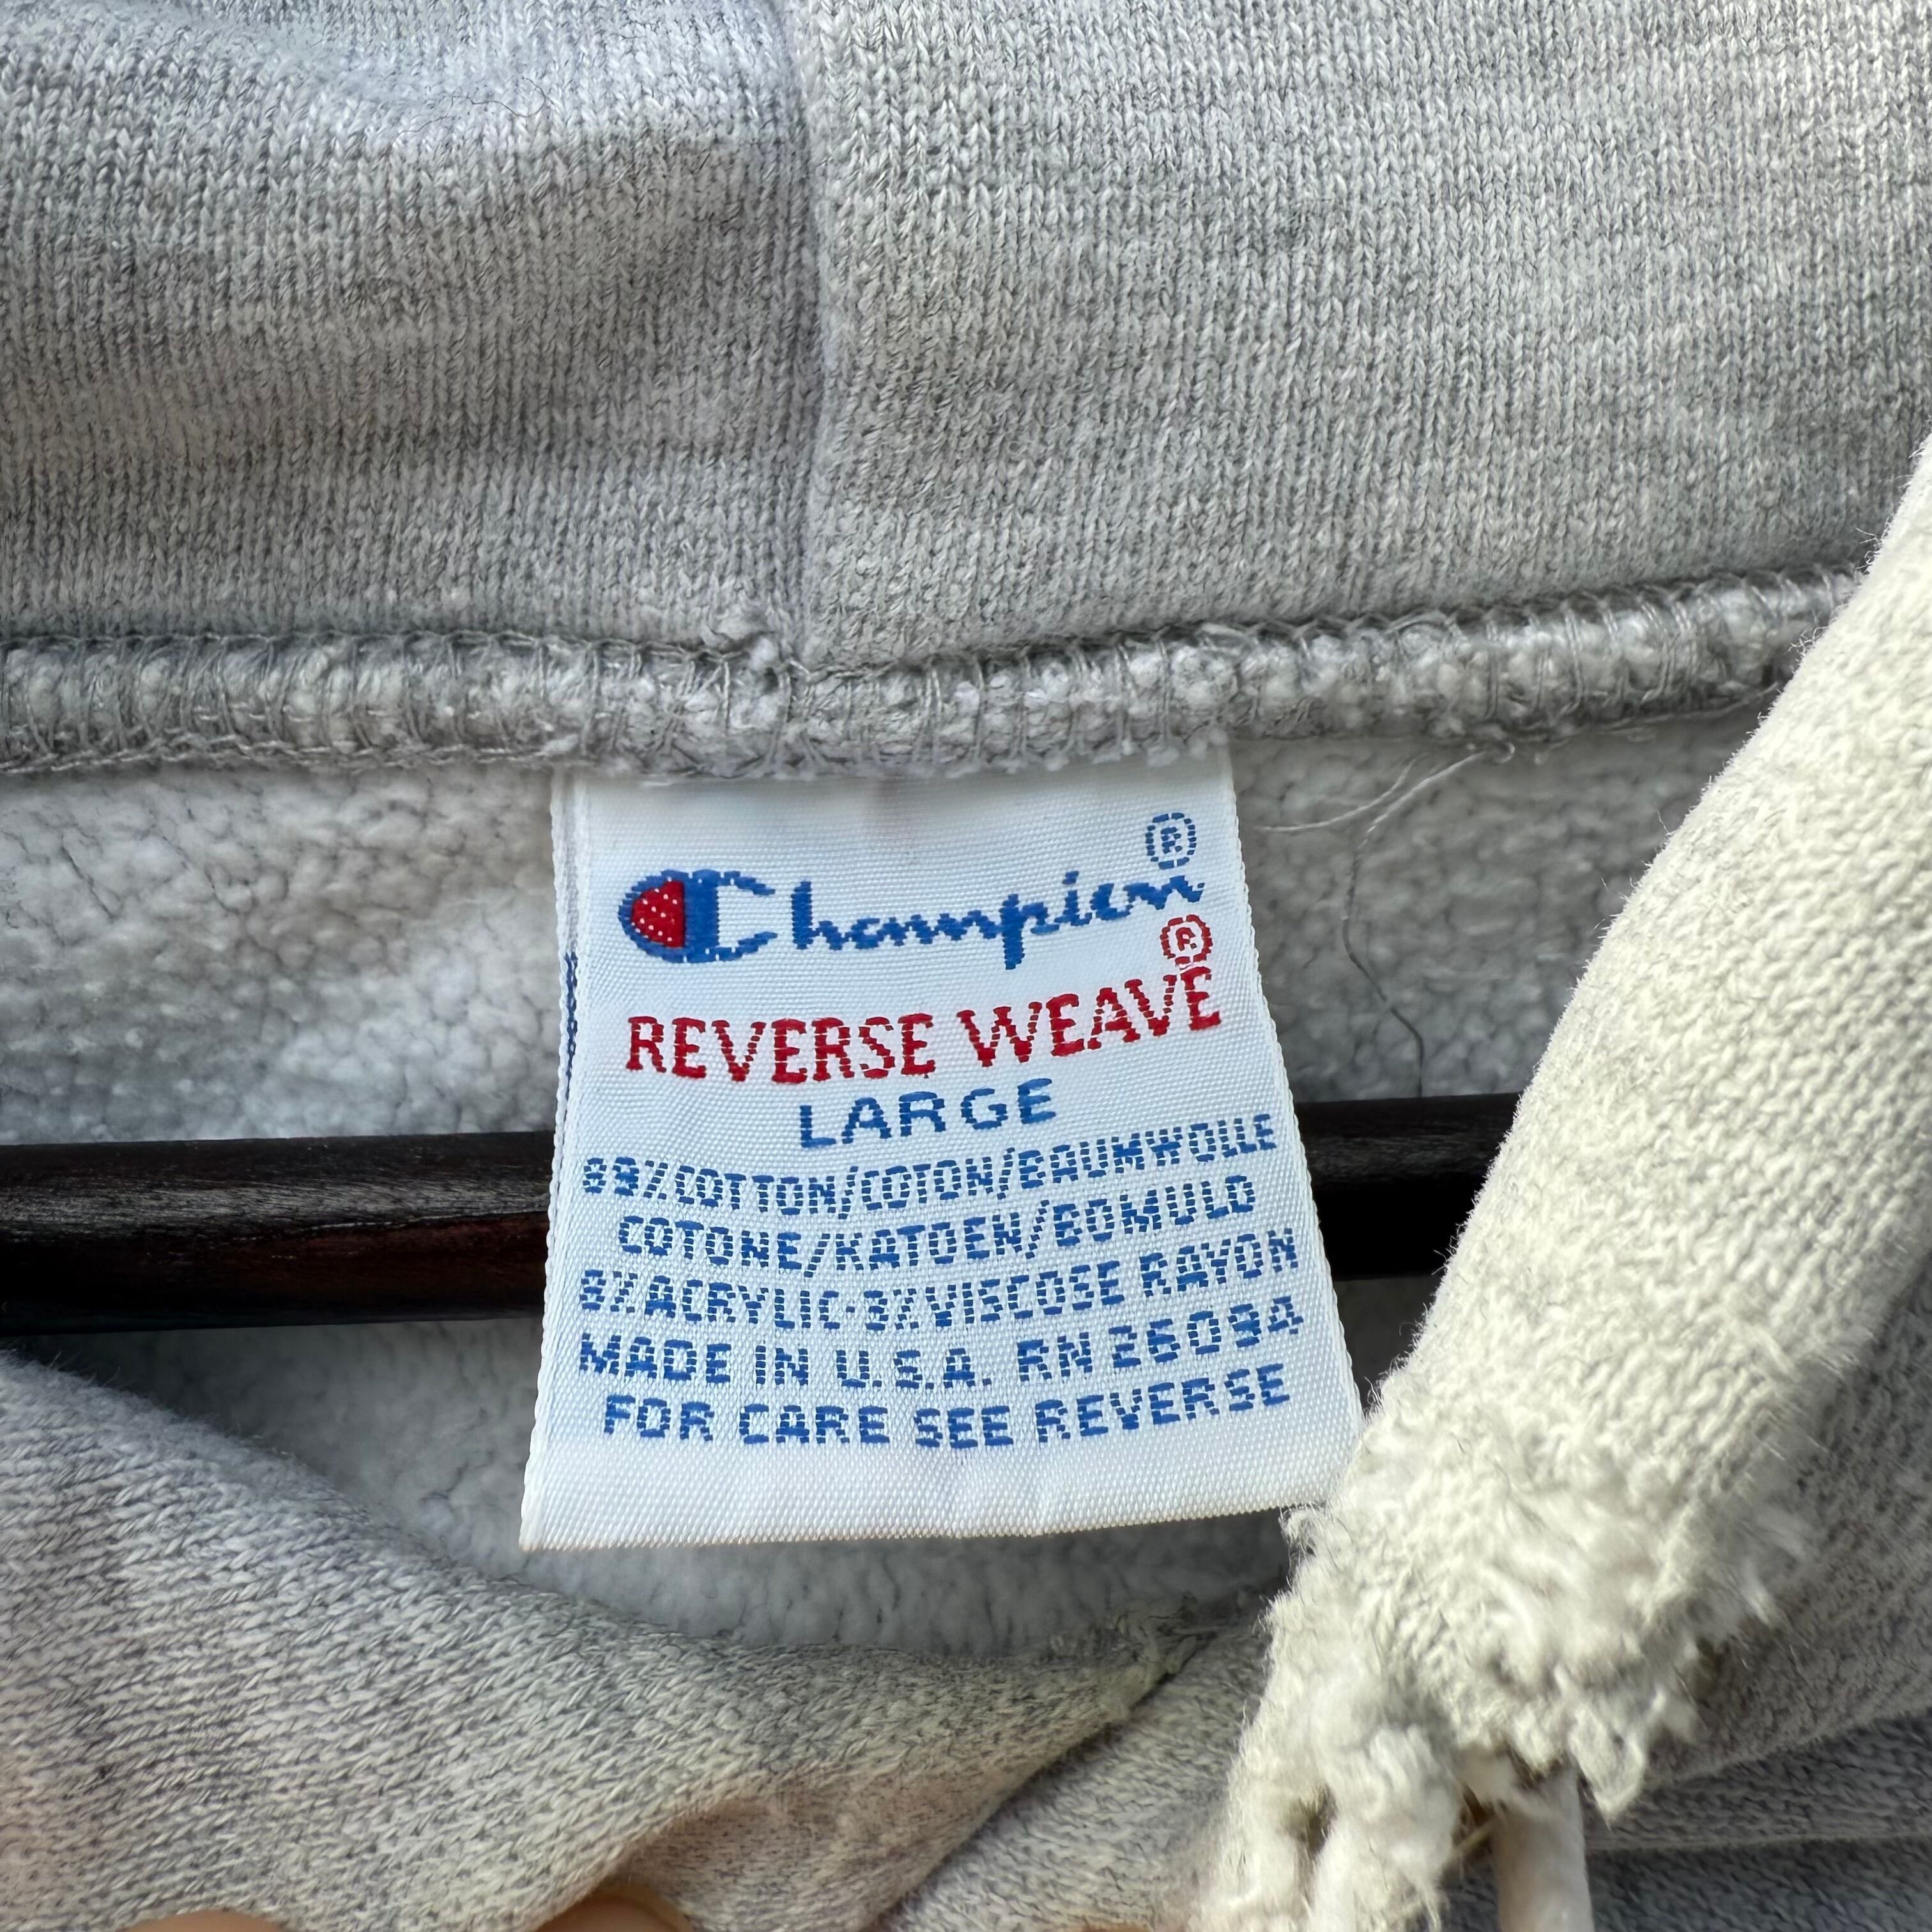 Champion®
REVERSE WEAVE®
LARGE
89%COTTON/COTON/BAUMWOLLE
COTONE/KATOEN/BOMULD
8%ACRYLIC-3%VISCOSE RAYON
MADE IN U.S.A. RN 26094
FOR CARE SEE REVERSE